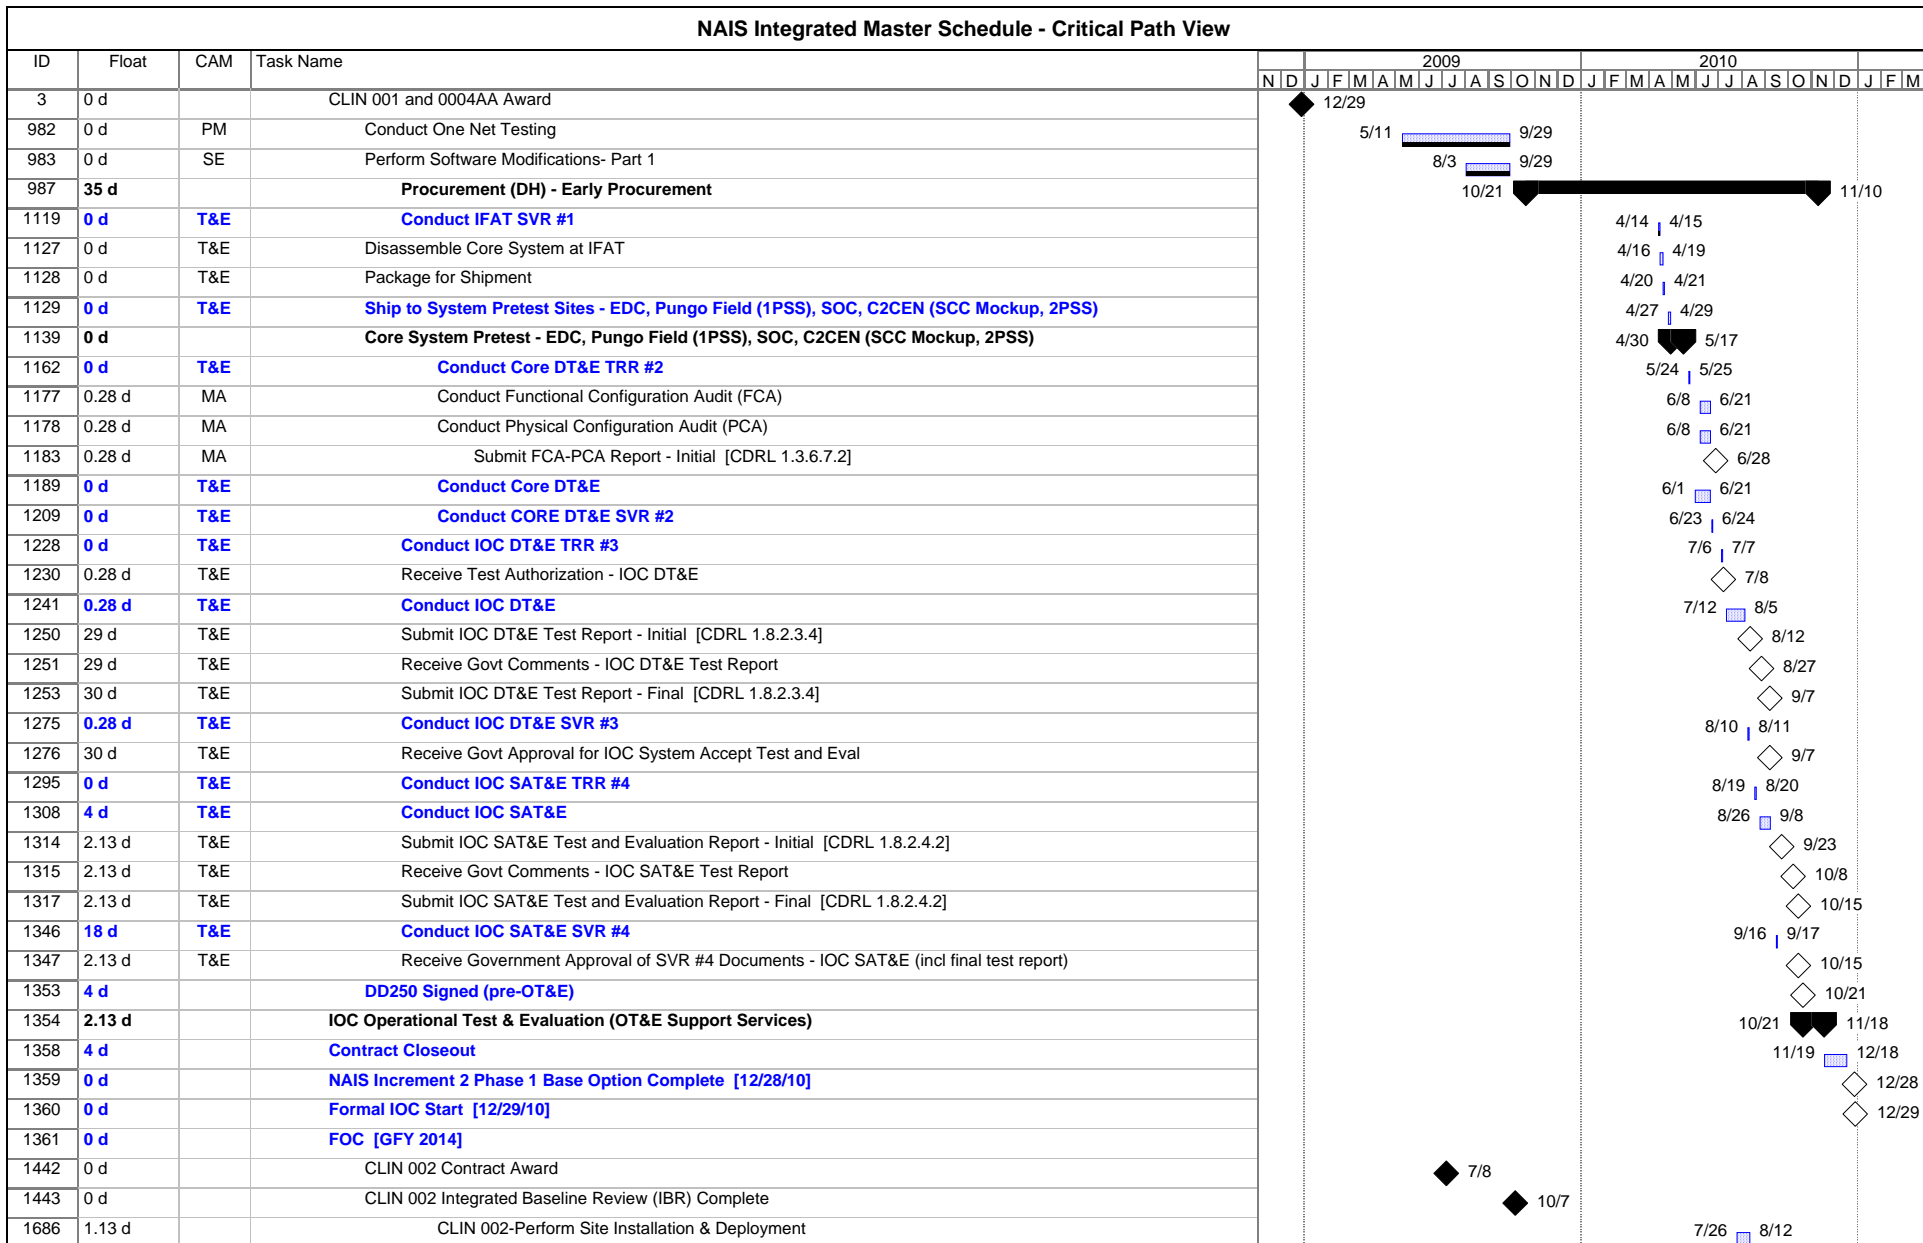 NAIS Integrated Master Schedule - Critical Path View
ID Float CAM Task Name 2009 2010
N D J F M A M J J A S O N D J F M A M J J A S O N D J F M
3 0 d CLIN 001 and 0004AA Award 12/29
982 0 d PM Conduct One Net Testing 5/11 9/29
983 0 d SE Perform Software Modifications- Part 1 8/3 9/29
987 35 d Procurement (DH) - Early Procurement 10/21 11/10
1119 0 d T&E Conduct IFAT SVR #1 4/14 4/15
1127 0 d T&E Disassemble Core System at IFAT 4/16 4/19
1128 0 d T&E Package for Shipment 4/20 4/21
1129 0 d T&E Ship to System Pretest Sites - EDC, Pungo Field (1PSS), SOC, C2CEN (SCC Mockup, 2PSS) 4/27 4/29
1139 0 d Core System Pretest - EDC, Pungo Field (1PSS), SOC, C2CEN (SCC Mockup, 2PSS) 4/30 5/17
1162 0 d T&E Conduct Core DT&E TRR #2 5/24 5/25
1177 0.28 d MA Conduct Functional Configuration Audit (FCA) 6/8 6/21
1178 0.28 d MA Conduct Physical Configuration Audit (PCA) 6/8 6/21
1183 0.28 d MA Submit FCA-PCA Report - Initial [CDRL 1.3.6.7.2] 6/28
1189 0 d T&E Conduct Core DT&E 6/1 6/21
1209 0 d T&E Conduct CORE DT&E SVR #2 6/23 6/24
1228 0 d T&E Conduct IOC DT&E TRR #3 7/6 7/7
1230 0.28 d T&E Receive Test Authorization - IOC DT&E 7/8
1241 0.28 d T&E Conduct IOC DT&E 7/12 8/5
1250 29 d T&E Submit IOC DT&E Test Report - Initial [CDRL 1.8.2.3.4] 8/12
1251 29 d T&E Receive Govt Comments - IOC DT&E Test Report 8/27
1253 30 d T&E Submit IOC DT&E Test Report - Final [CDRL 1.8.2.3.4] 9/7
1275 0.28 d T&E Conduct IOC DT&E SVR #3 8/10 8/11
1276 30 d T&E Receive Govt Approval for IOC System Accept Test and Eval 9/7
1295 0 d T&E Conduct IOC SAT&E TRR #4 8/19 8/20
1308 4 d T&E Conduct IOC SAT&E 8/26 9/8
1314 2.13 d T&E Submit IOC SAT&E Test and Evaluation Report - Initial [CDRL 1.8.2.4.2] 9/23
1315 2.13 d T&E Receive Govt Comments - IOC SAT&E Test Report 10/8
1317 2.13 d T&E Submit IOC SAT&E Test and Evaluation Report - Final [CDRL 1.8.2.4.2] 10/15
1346 18 d T&E Conduct IOC SAT&E SVR #4 9/16 9/17
1347 2.13 d T&E Receive Government Approval of SVR #4 Documents - IOC SAT&E (incl final test report) 10/15
1353 4 d DD250 Signed (pre-OT&E) 10/21
1354 2.13 d IOC Operational Test & Evaluation (OT&E Support Services) 10/21 11/18
1358 4 d Contract Closeout 11/19 12/18
1359 0 d NAIS Increment 2 Phase 1 Base Option Complete [12/28/10] 12/28
1360 0 d Formal IOC Start [12/29/10] 12/29
1361 0 d FOC [GFY 2014]
1442 0 d CLIN 002 Contract Award 7/8
1443 0 d CLIN 002 Integrated Baseline Review (IBR) Complete 10/7
1686 1.13 d CLIN 002-Perform Site Installation & Deployment 7/26 8/12